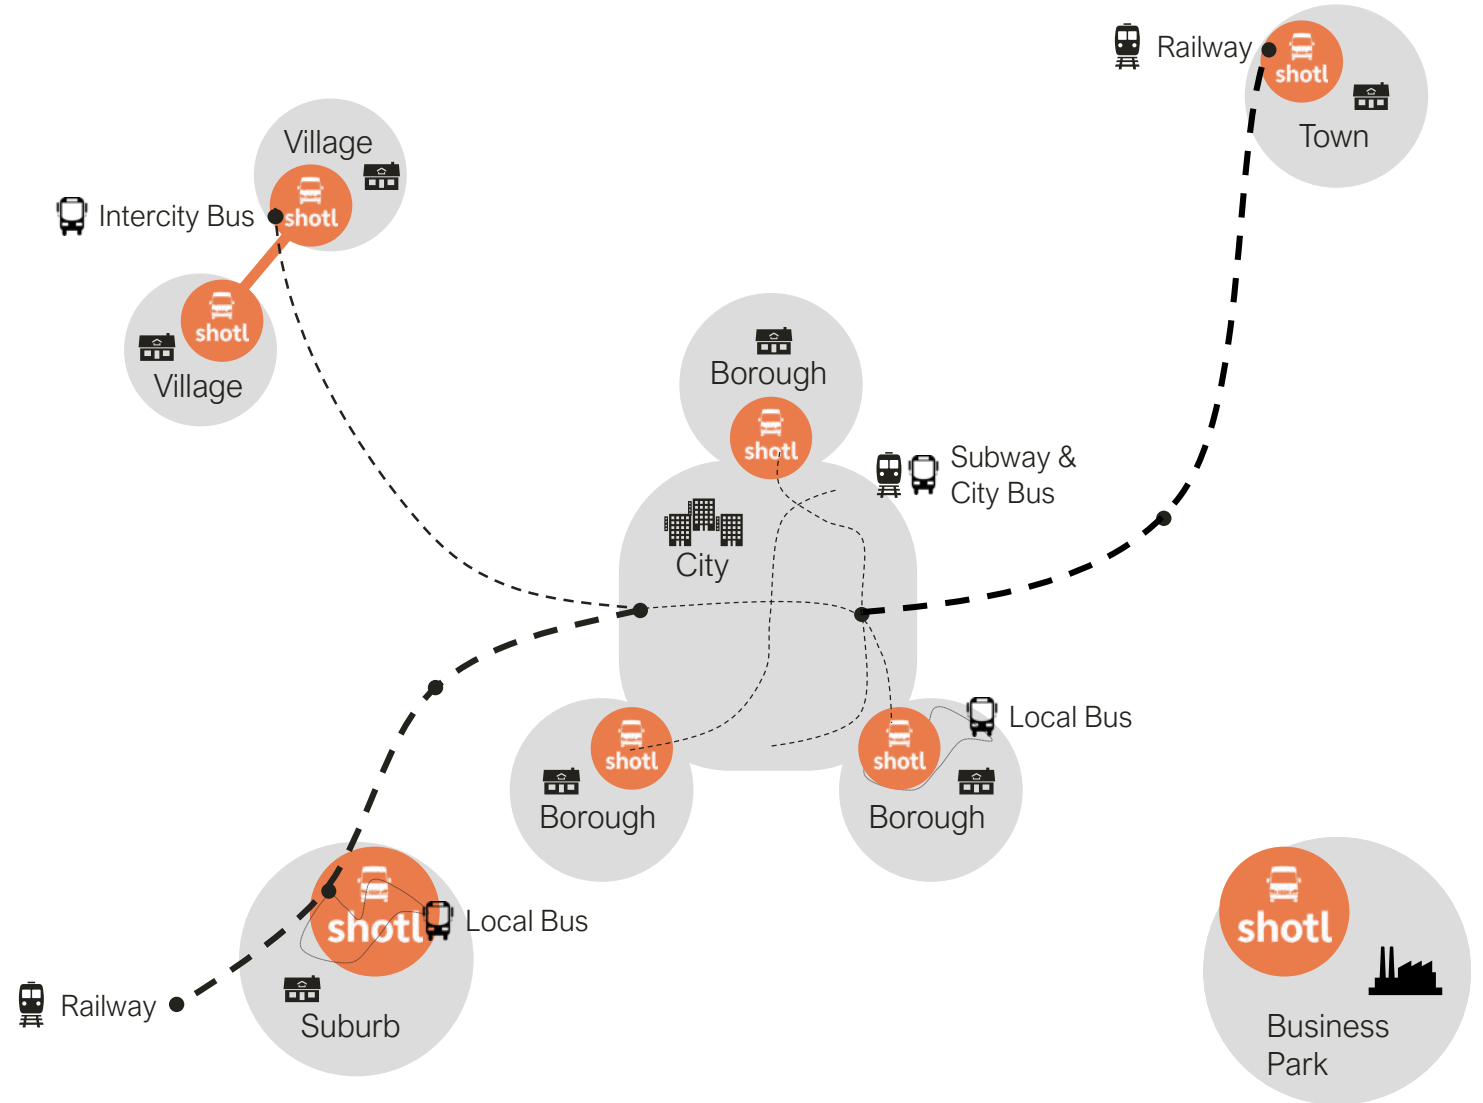 Railway
shotl
Town
Village
shotl
Intercity Bus
shotl
Village
Borough
shotl
Subway &
City Bus
City
shotl
Borough
shotl
Local Bus
Borough
shotl
Local Bus
Suburb
Railway
shotl
Business
Park